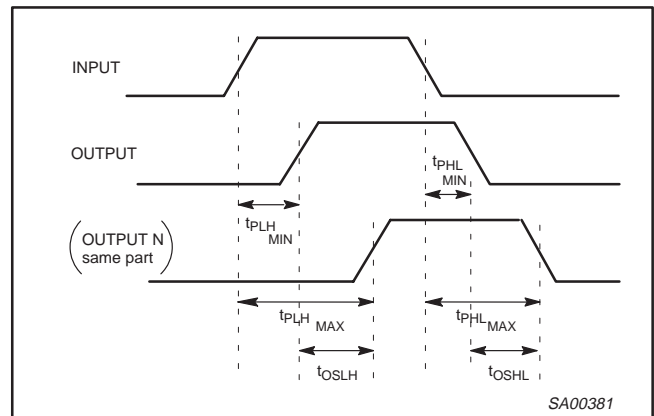 INPUT
OUTPUT
tPHL
MIN
tPLH
MIN
OUTPUT N
same part
tPLH
MAX
tPHL
MAX
tOSLH
tOSHL
SA00381